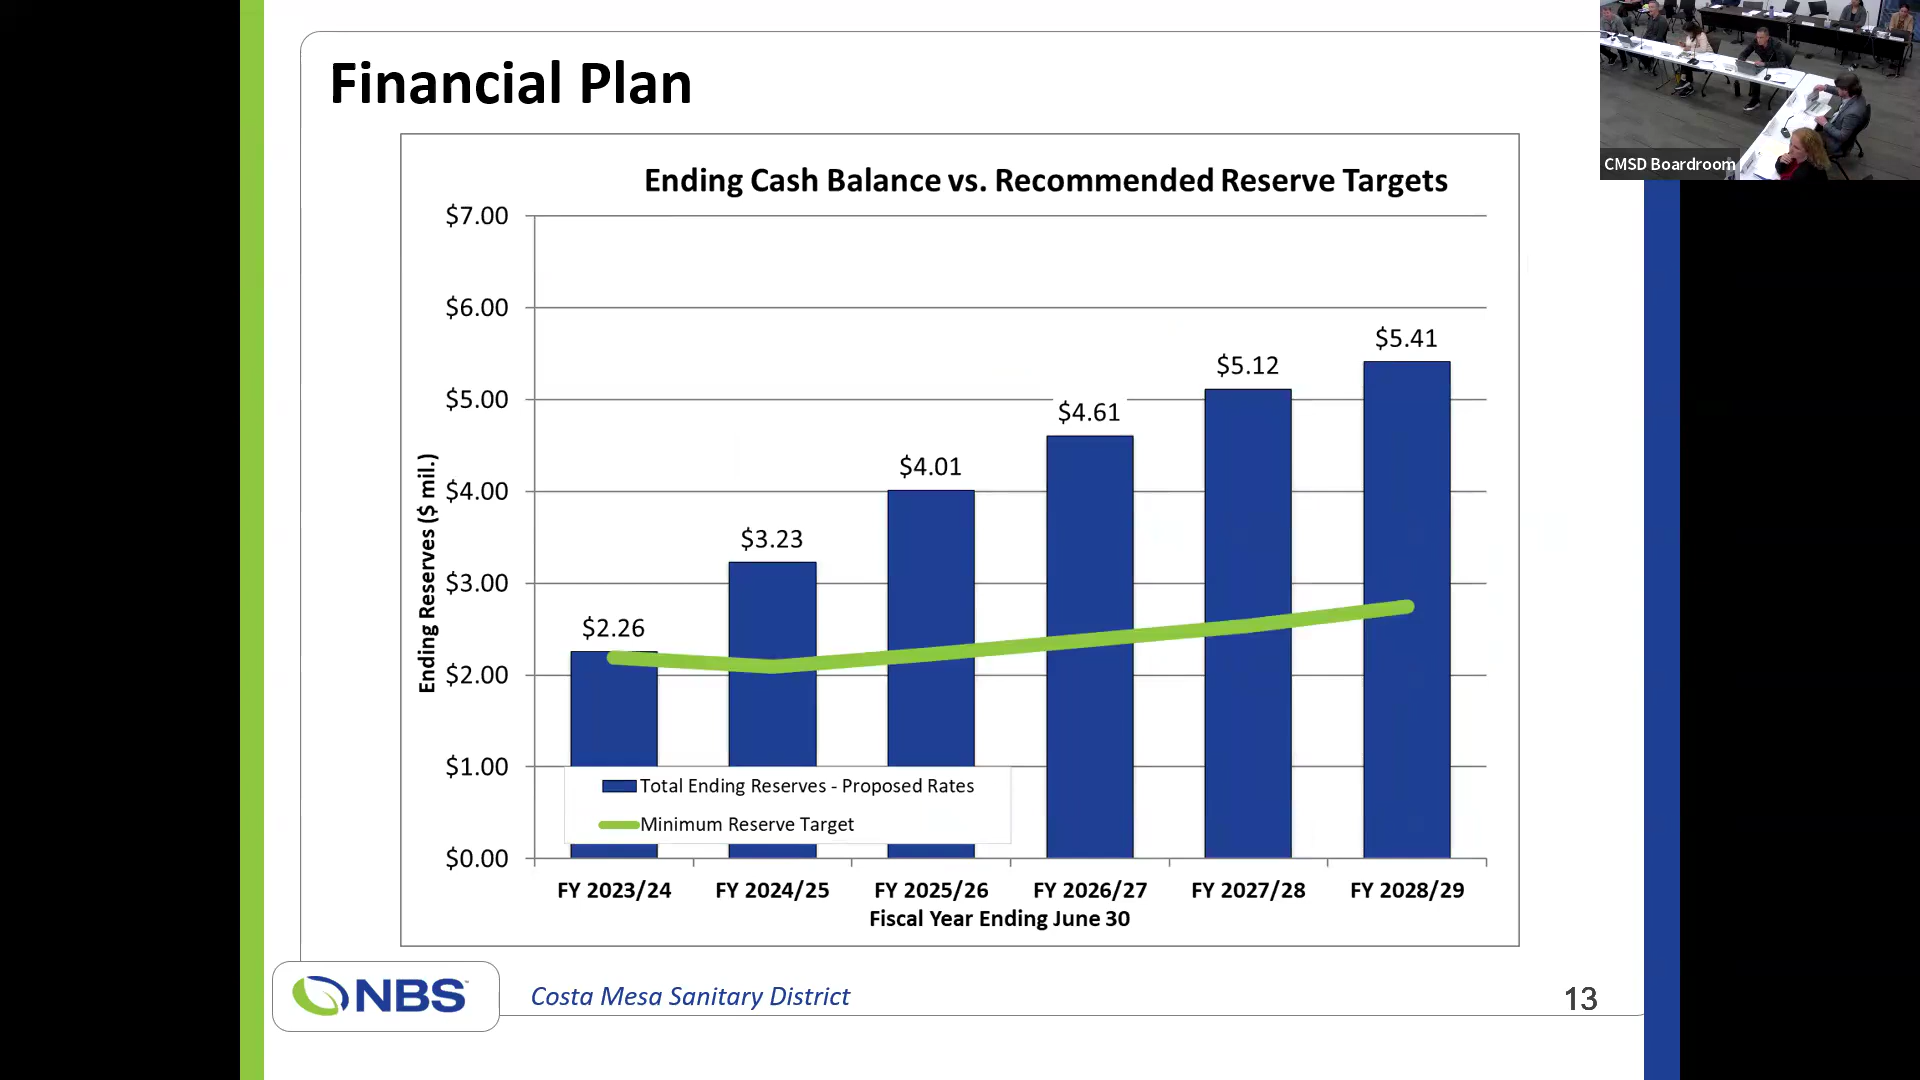 Financial Plan
CMSD Boardroom
Ending Cash Balance vs. Recommended Reserve Targets
Ending Reserves ($ mil.)
$7.00
$6.00
$5.00
$4.00
$3.00
$2.00
$1.00
$0.00
$2.26
$3.23
$4.01
$4.61
$5.12
$5.41
Total Ending Reserves - Proposed Rates
Minimum Reserve Target
FY 2023/24 FY 2024/25 FY 2025/26 FY 2026/27 FY 2027/28 FY 2028/29
Fiscal Year Ending June 30
NBS™
Costa Mesa Sanitary District
13